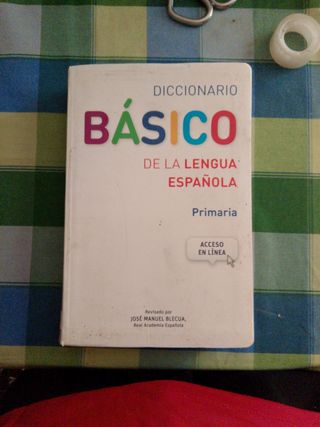 DICCIONARIO
BÁSICO
DE LA LENGUA
ESPAÑOLA
Primaria
ACCESO
EN LÍNEA
Revisado por
JOSÉ MANUEL BLECUA,
Real Academia Española